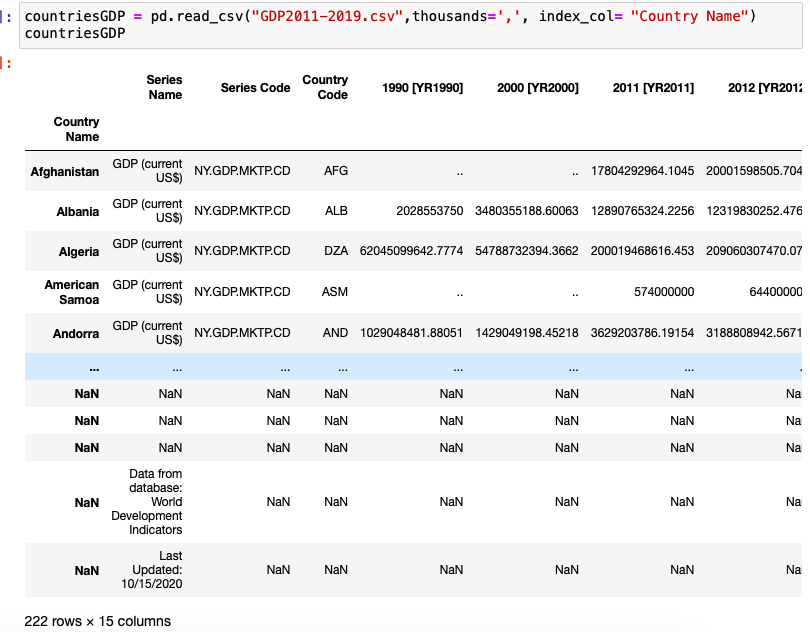 ]: countriesGDP = pd.read_csv("GDP2011-2019.csv",thousands=',', index_col= "Country Name")
countriesGDP
]:
Series Name Series Code Country Code 1990 [YR1990] 2000 [YR2000] 2011 [YR2011] 2012 [YR2012
Country Name
Afghanistan GDP (current US$) NY.GDP.MKTP.CD AFG .. .. 17804292964.1045 20001598505.704
Albania GDP (current US$) NY.GDP.MKTP.CD ALB 2028553750 3480355188.60063 12890765324.2256 12319830252.476
Algeria GDP (current US$) NY.GDP.MKTP.CD DZA 62045099642.7774 54788732394.3662 200019468616.453 209060307470.07
American Samoa GDP (current US$) NY.GDP.MKTP.CD ASM .. .. 574000000 64400000
Andorra GDP (current US$) NY.GDP.MKTP.CD AND 1029048481.88051 1429049198.45218 3629203786.19154 3188808942.5671
... ... ... ... ... ... ... .
NaN NaN NaN NaN NaN NaN NaN Na
NaN NaN NaN NaN NaN NaN NaN Na
NaN NaN NaN NaN NaN NaN NaN Na
NaN Data from database: World Development Indicators NaN NaN NaN NaN NaN Na
NaN Last Updated: 10/15/2020 NaN NaN NaN NaN NaN Na
222 rows × 15 columns